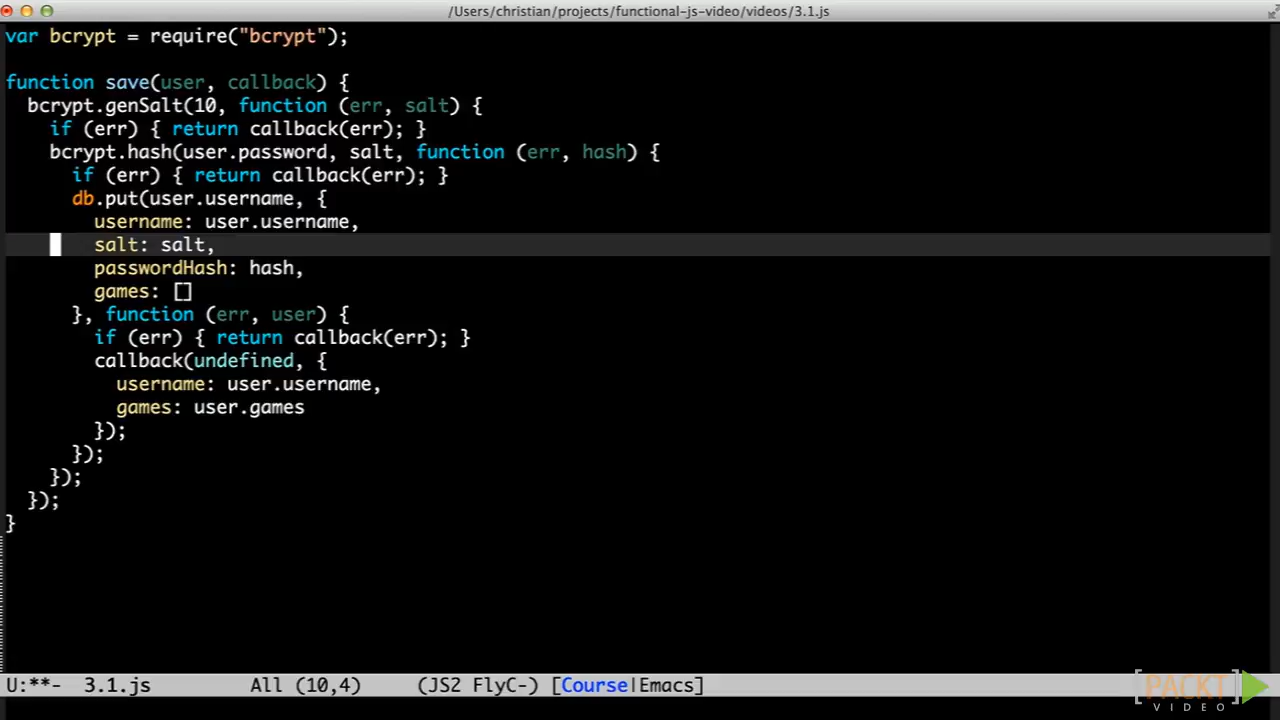 /Users/christian/projects/functional-js-video/videos/3.1.js
var bcrypt = require("bcrypt");
function save(user, callback) {
  bcrypt.genSalt(10, function (err, salt) {
    if (err) { return callback(err); }
    bcrypt.hash(user.password, salt, function (err, hash) {
      if (err) { return callback(err); }
      db.put(user.username, {
        username: user.username,
        salt: salt,
        passwordHash: hash,
        games: []
      }, function (err, user) {
        if (err) { return callback(err); }
        callback(undefined, {
          username: user.username,
          games: user.games
        });
      });
    });
  });
}
U:**-  3.1.js         All (10,4)     (JS2 FlyC-) [Course|Emacs]
[PACKT]
VIDEO